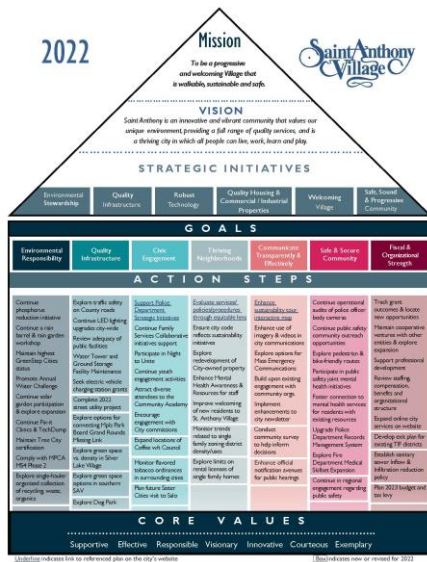 2022
Mission
To be a progressive
and welcoming Village that
is walkable, sustainable and safe.
Saint Anthony
Village
VISION
Saint Anthony is an innovative and vibrant community that values our
unique environment, providing a full range of quality services, and is
a thriving city in which all people can live, work, learn and play.
STRATEGIC INITIATIVES
Environmental
Stewardship
Quality
Infrastructure
Robust
Technology
Quality Housing &
Commercial / Industrial
Properties
Welcoming
Village
Safe, Sound
& Progressive
Community
GOALS
Environmental
Responsibility
Quality
Infrastructure
Civic
Engagement
Thriving
Neighborhoods
Communicate
Transparently &
Effectively
Safe & Secure
Community
Fiscal &
Organizational
Strength
ACTION STEPS
Continue
phosphorus
reduction initiative
Continue a rain
barrel & rain garden
workshop
Maintain highest
GreenStep Cities
status
Promote Annual
Water Challenge
Continue solar
garden participation
& explore expansion
Continue Fix-it
Clinics & TechDump
Maintain Tree City
certification
Comply with MPCA
MS4 Phase 2
Explore single-hauler
organized collection
of recycling, waste,
organics
Explore traffic safety
on County roads
Continue LED lighting
upgrades city-wide
Review adequacy of
public facilities
Water Tower and
Ground Storage
Facility Maintenance
Seek electric vehicle
charging station grants
Complete 2022
street utility project
Explore options for
connecting Mpls Park
Board Grand Rounds
Missing Link
Explore green space
vs. density in Silver
Lake Village
Explore green space
options in southern
SAV
Explore Dog Park
Support Police
Department
Strategic Initiatives
Continue Family
Services Collaborative
initiatives support
Participate in Night
to Unite
Continue youth
engagement activities
Attract diverse
attendees to the
Community Academy
Encourage
engagement with
City commissions
Expand locations of
Coffee with Council
Monitor flavored
tobacco ordinances
in surrounding cities
Plan future Sister
Cities visit to Salo
Evaluate services/
policies/procedures
through equitable lens
Ensure city code
reflects sustainability
initiatives
Explore
redevelopment of
City-owned property
Enhance Mental
Health Awareness &
Resources for staff
Improve welcoming
of new residents to
St. Anthony Village
Monitor trends
related to single
family zoning district
density/uses
Explore limits on
rental licenses of
single family homes
Enhance
sustainability tour
interactive map
Enhance use of
imagery & videos in
city communications
Explore options for
Mass Emergency
Communications
Build upon existing
engagement with
community orgs.
Implement
enhancements to
city newsletter
Conduct
community survey
to help inform
decisions
Enhance official
notification avenues
for public hearings
Continue operational
audits of police officer
body cameras
Continue public safety
community outreach
opportunities
Explore pedestrian &
bike-friendly routes
Participate in public
safety joint mental
health initiatives
Foster connection to
mental health services
for residents with
existing resources
Upgrade Police
Department Records
Management System
Explore Fire
Department Medical
Skillset Expansion
Continue in regional
engagement regarding
public safety
Track grant
outcomes & locate
new opportunities
Maintain cooperative
ventures with other
entities & explore
expansion
Support professional
development
Review staffing,
compensation,
benefits and
organizational
structure
Expand online city
services on website
Develop exit plan for
existing TIF districts
Establish sanitary
sewer inflow &
infiltration reduction
policy
Plan 2023 budget and
tax levy
CORE VALUES
Supportive Effective Responsible Visionary Innovative Courteous Exemplary
Underline indicates link to referenced plan on the city's website
[Box] indicates new or revised for 2022